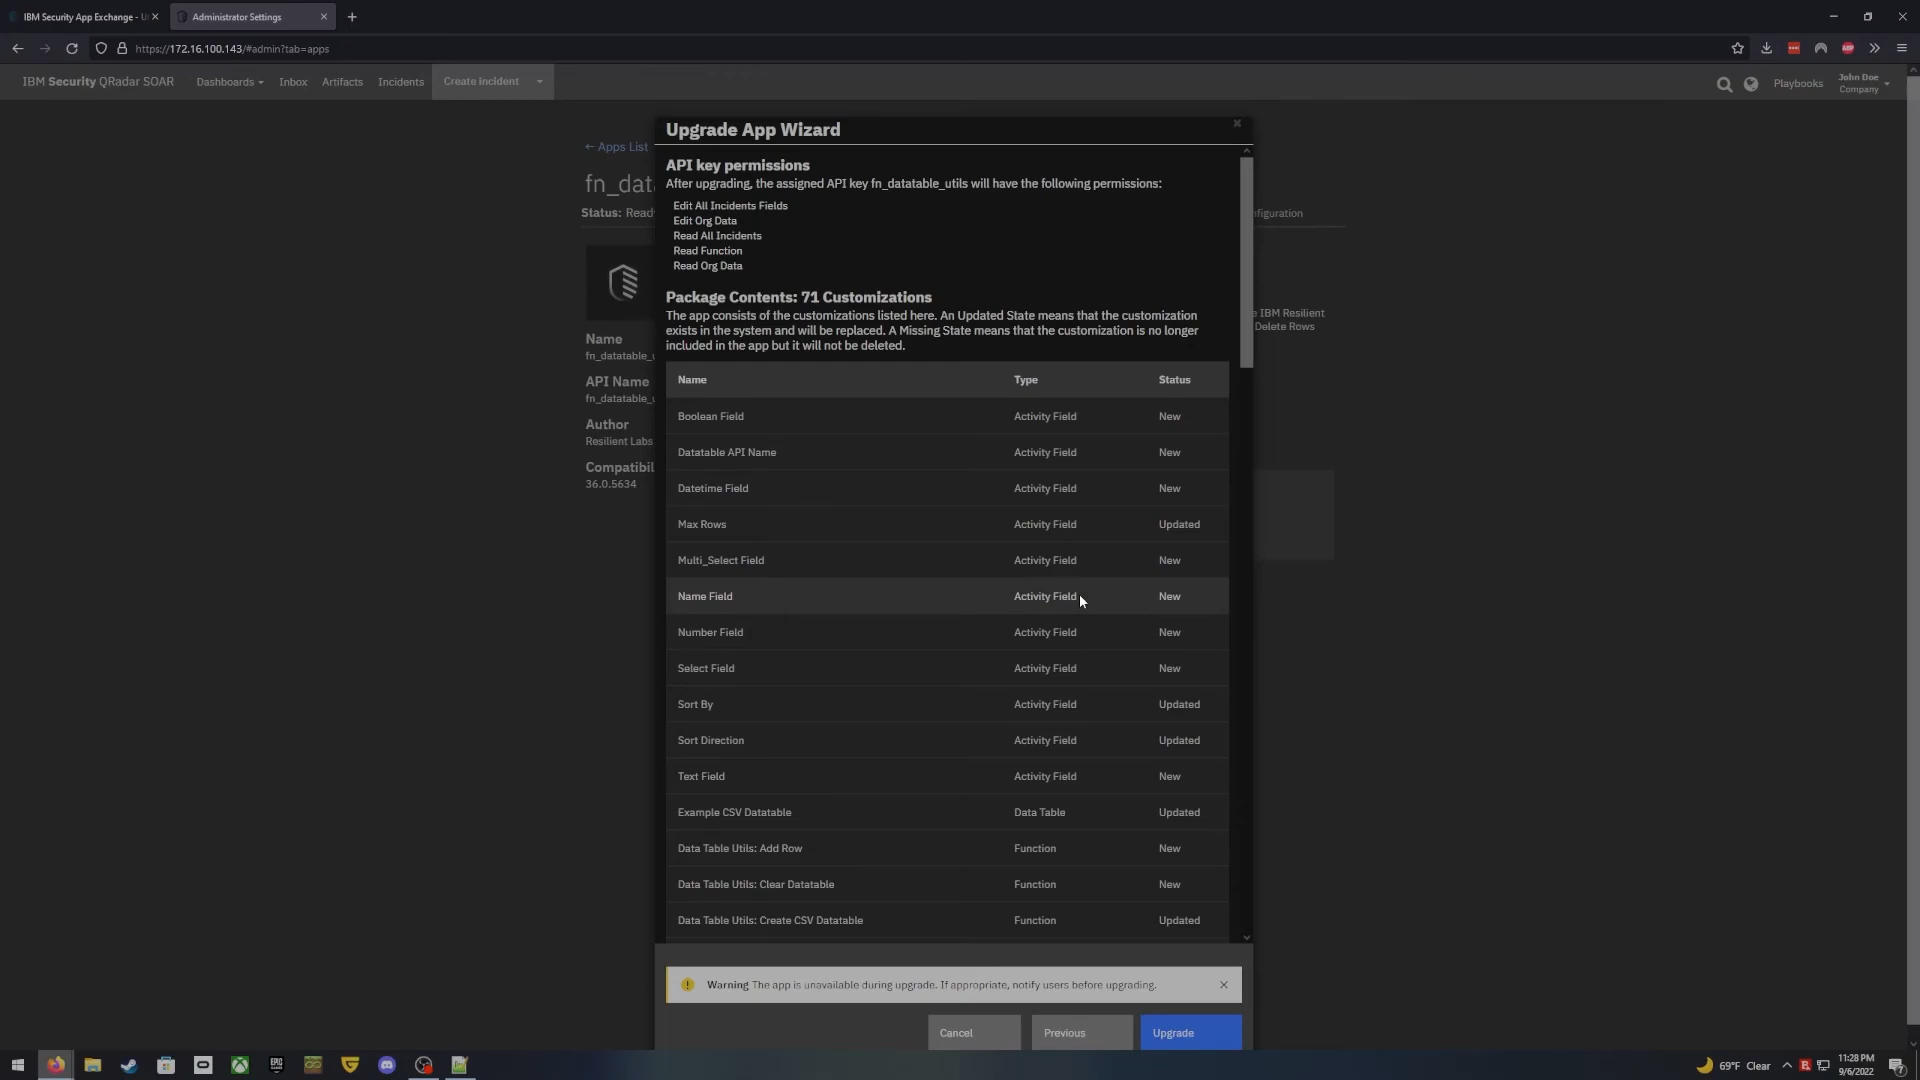 IBM Security App Exchange - U
Administrator Settings
https://172.16.100.143/#admin?tab=apps
IBM Security QRadar SOAR
Dashboards
Inbox
Artifacts
Incidents
Create Incident
Playbooks
John Doe
Company
← Apps List
fn_dat
Status: Read
nfiguration
Name
fn_datatable_u
API Name
fn_datatable_u
Author
Resilient Labs
Compatibil
36.0.5634
e IBM Resilient
Delete Rows
Upgrade App Wizard
API key permissions
After upgrading, the assigned API key fn_datatable_utils will have the following permissions:
Edit All Incidents Fields
Edit Org Data
Read All Incidents
Read Function
Read Org Data
Package Contents: 71 Customizations
The app consists of the customizations listed here. An Updated State means that the customization
exists in the system and will be replaced. A Missing State means that the customization is no longer
included in the app but it will not be deleted.
Name Type Status
Boolean Field Activity Field New
Datatable API Name Activity Field New
Datetime Field Activity Field New
Max Rows Activity Field Updated
Multi_Select Field Activity Field New
Name Field Activity Field New
Number Field Activity Field New
Select Field Activity Field New
Sort By Activity Field Updated
Sort Direction Activity Field Updated
Text Field Activity Field New
Example CSV Datatable Data Table Updated
Data Table Utils: Add Row Function New
Data Table Utils: Clear Datatable Function New
Data Table Utils: Create CSV Datatable Function Updated
Warning The app is unavailable during upgrade. If appropriate, notify users before upgrading.
Cancel
Previous
Upgrade
69°F Clear
11:28 PM
9/6/2022